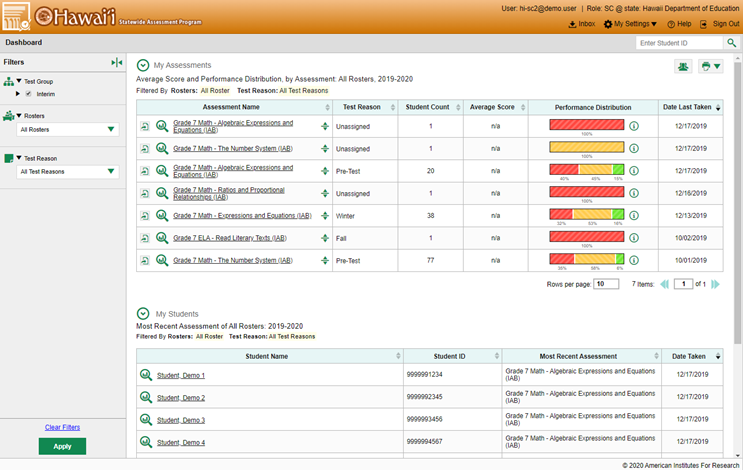 User: hi-sc2@demo.user | Role: SC @ state: Hawaii Department of Education
Hawai'i Statewide Assessment Program
Inbox My Settings Help Sign Out
Dashboard
Enter Student ID
Filters
Test Group
Interim
Rosters
All Rosters
Test Reason
All Test Reasons
Clear Filters
Apply
My Assessments
Average Score and Performance Distribution, by Assessment: All Rosters, 2019-2020
Filtered By Rosters: All Roster Test Reason: All Test Reasons
Assessment Name Test Reason Student Count Average Score Performance Distribution Date Last Taken
Grade 7 Math - Algebraic Expressions and
Equations (IAB) Unassigned 1 n/a 12/17/2019
100%
Grade 7 Math - The Number System (IAB) Unassigned 1 n/a 12/17/2019
100%
Grade 7 Math - Algebraic Expressions and
Equations (IAB) Pre-Test 20 n/a 12/17/2019
40% 45% 15%
Grade 7 Math - Ratios and Proportional
Relationships (IAB) Unassigned 1 n/a 12/16/2019
100%
Grade 7 Math - Expressions and Equations (IAB) Winter 38 n/a 12/13/2019
32% 53% 16%
Grade 7 ELA - Read Literary Texts (IAB) Fall 1 n/a 10/02/2019
100%
Grade 7 Math - The Number System (IAB) Pre-Test 77 n/a 10/01/2019
58%
Rows per page: 10 7 Items: 1 of 1
My Students
Most Recent Assessment of All Rosters: 2019-2020
Filtered By Rosters: All Roster Test Reason: All Test Reasons
Student Name Student ID Most Recent Assessment Date Taken
Student, Demo 1 9999991234 Grade 7 Math - Algebraic Expressions and Equations
(IAB) 12/17/2019
Student, Demo 2 9999992345 Grade 7 Math - Algebraic Expressions and Equations
(IAB) 12/17/2019
Student, Demo 3 9999993456 Grade 7 Math - Algebraic Expressions and Equations
(IAB) 12/17/2019
Student, Demo 4 9999994567 Grade 7 Math - Algebraic Expressions and Equations
(IAB) 12/17/2019
© 2020 American Institutes For Research